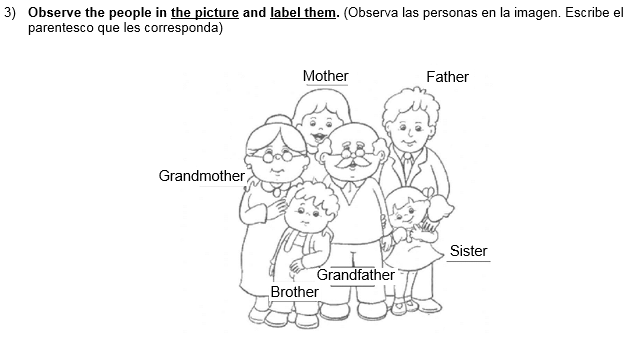 3) Observe the people in the picture and label them. (Observa las personas en la imagen. Escribe el
parentesco que les corresponda)
Mother
Father
Grandmother
Sister
Grandfather
Brother